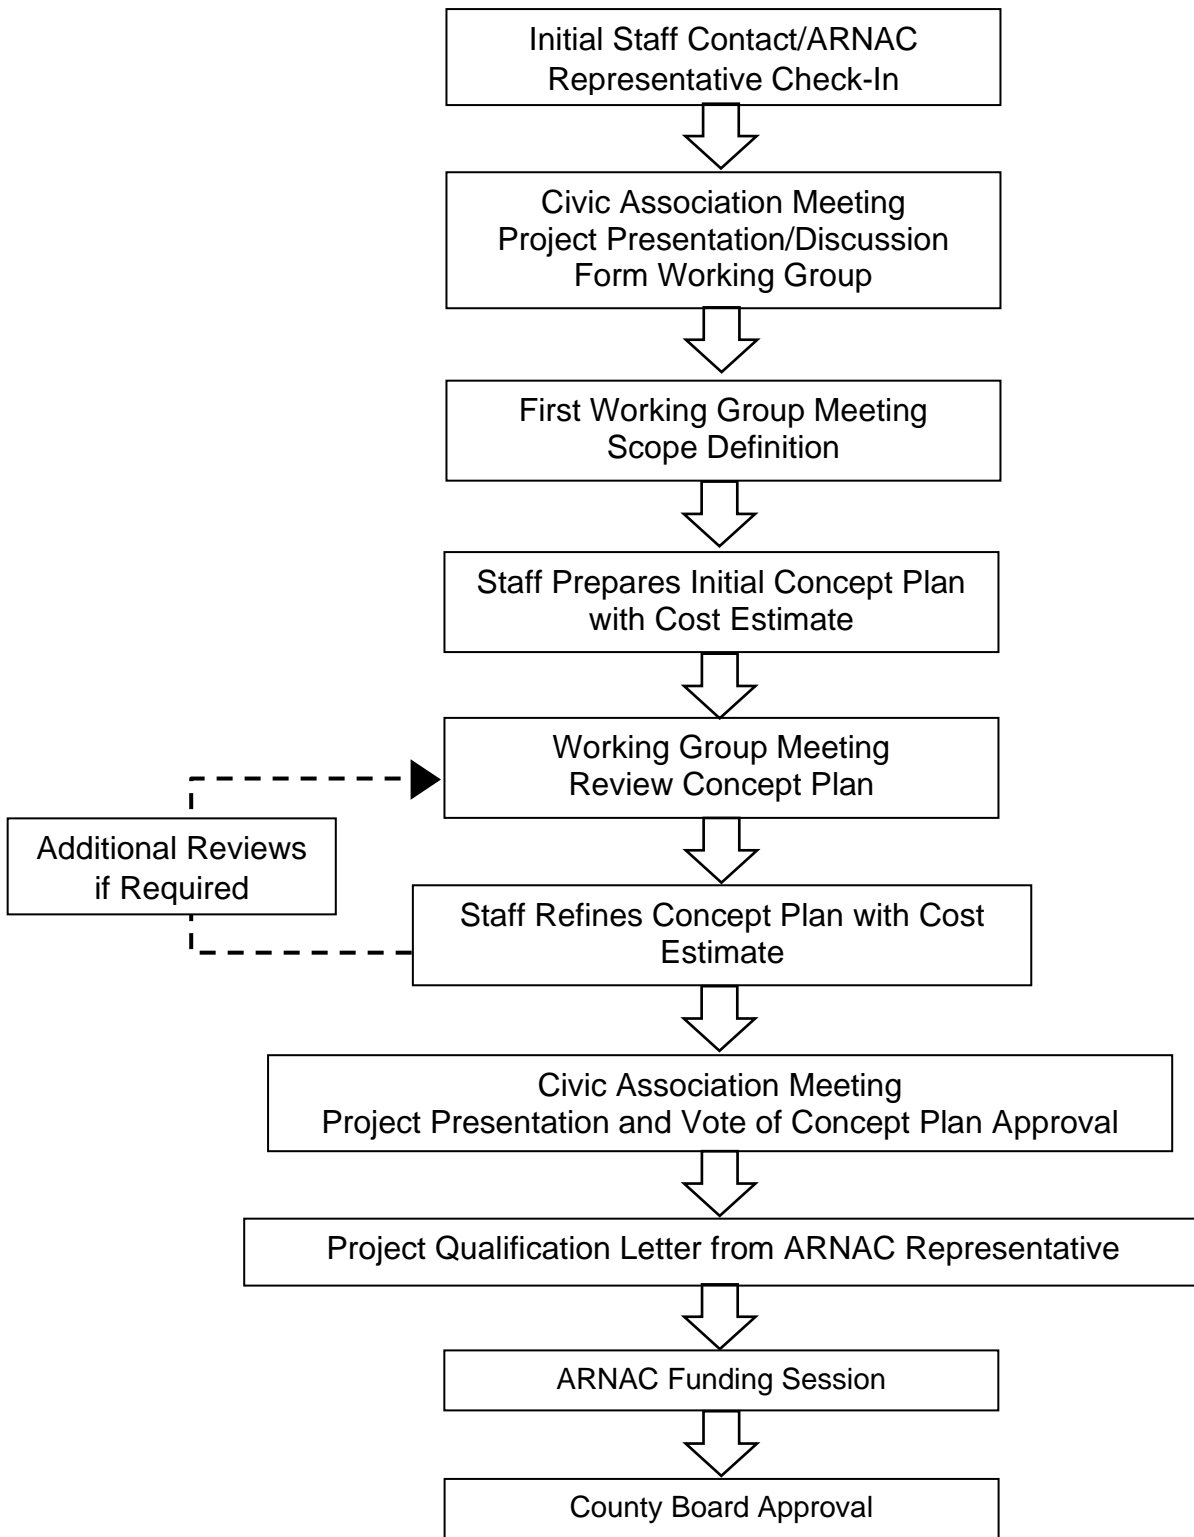 Initial Staff Contact/ARNAC
Representative Check-In
Civic Association Meeting
Project Presentation/Discussion
Form Working Group
First Working Group Meeting
Scope Definition
Staff Prepares Initial Concept Plan
with Cost Estimate
Working Group Meeting
Review Concept Plan
Additional Reviews
if Required
Staff Refines Concept Plan with Cost
Estimate
Civic Association Meeting
Project Presentation and Vote of Concept Plan Approval
Project Qualification Letter from ARNAC Representative
ARNAC Funding Session
County Board Approval